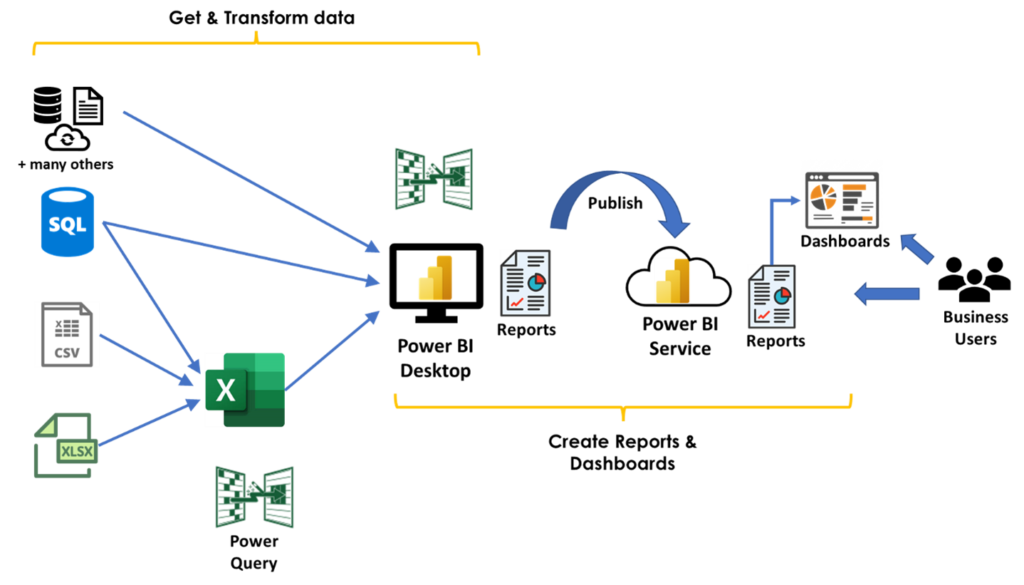 Get & Transform data
+ many others
SQL
X
CSV
XLSX
X
Power
Query
Power BI
Desktop
Reports
Publish
Power BI
Service
Reports
Dashboards
Business
Users
Create Reports &
Dashboards